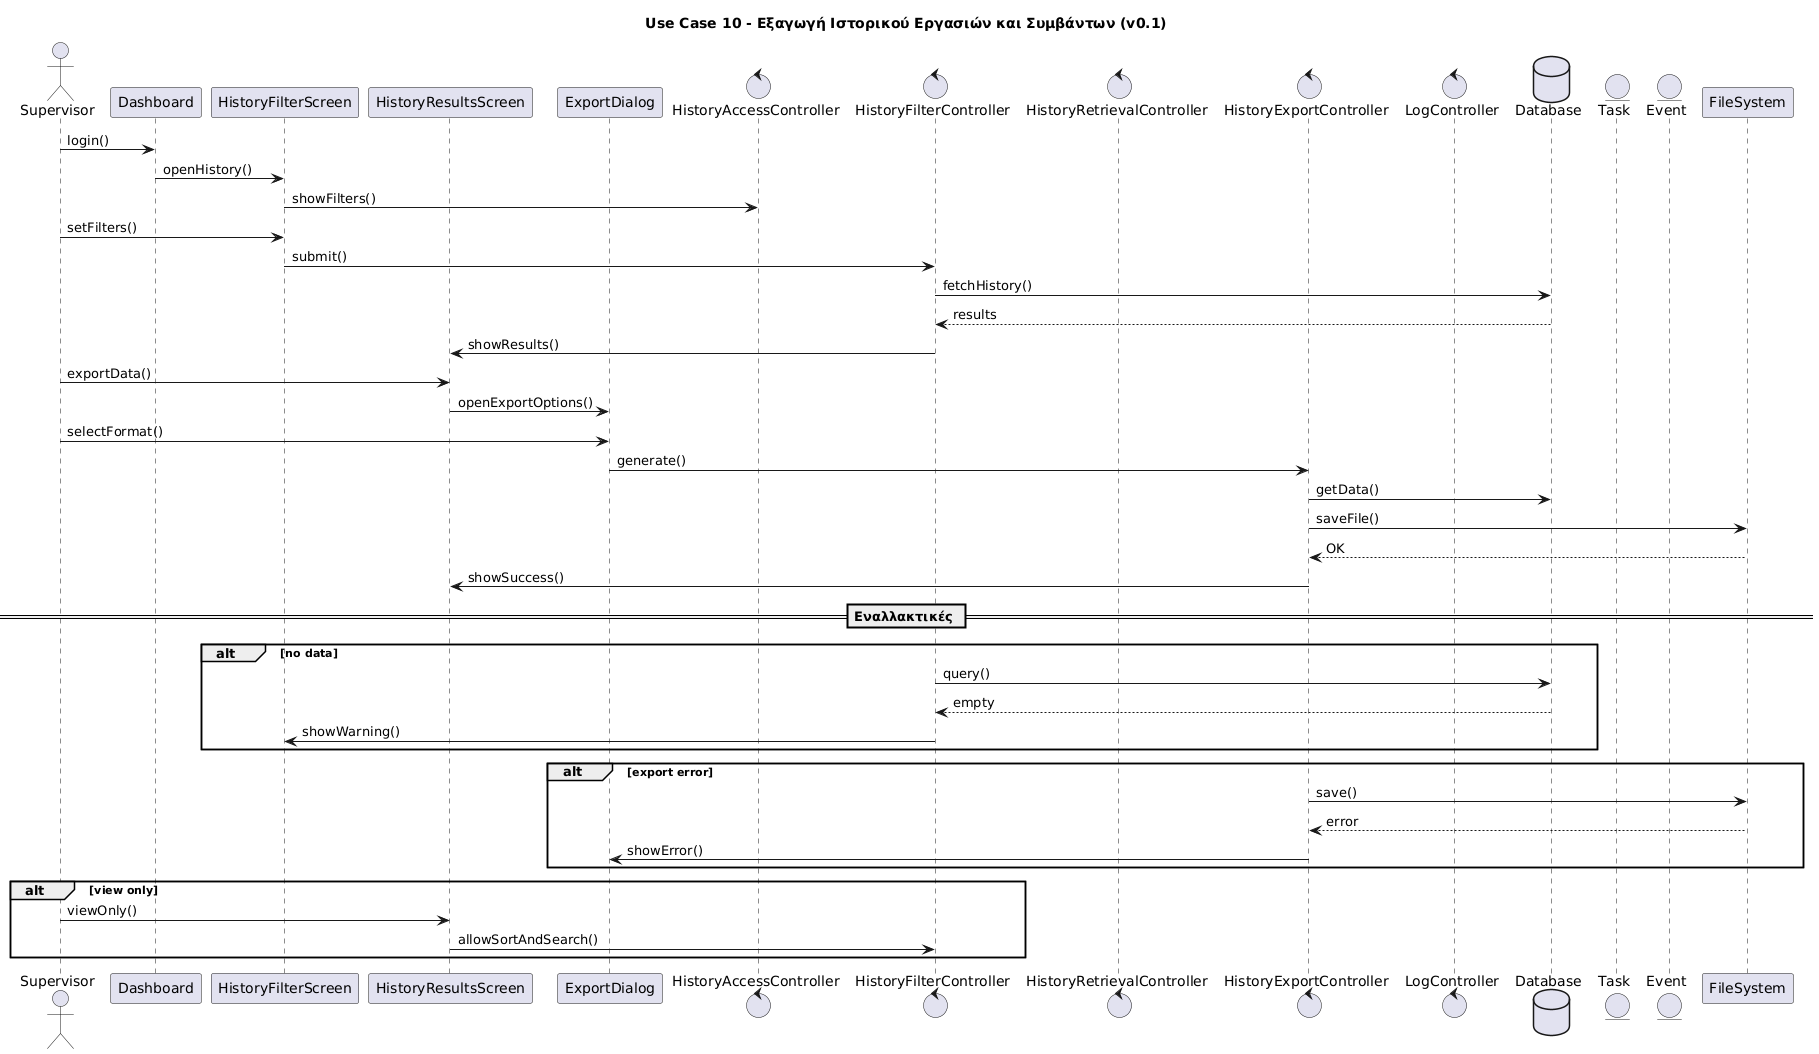 Use Case 10 - Εξαγωγή Ιστορικού Εργασιών και Συμβάντων (v0.1)
Supervisor
Dashboard
HistoryFilterScreen
HistoryResultsScreen
ExportDialog
HistoryAccessController
HistoryFilterController
HistoryRetrievalController
HistoryExportController
LogController
Database
Task
Event
FileSystem
login()
openHistory()
showFilters()
setFilters()
submit()
fetchHistory()
results
showResults()
exportData()
openExportOptions()
selectFormat()
generate()
getData()
saveFile()
OK
showSuccess()
Εναλλακτικές
alt [no data]
query()
empty
showWarning()
alt [export error]
save()
error
showError()
alt [view only]
viewOnly()
allowSortAndSearch()
Supervisor
Dashboard
HistoryFilterScreen
HistoryResultsScreen
ExportDialog
HistoryAccessController
HistoryFilterController
HistoryRetrievalController
HistoryExportController
LogController
Database
Task
Event
FileSystem